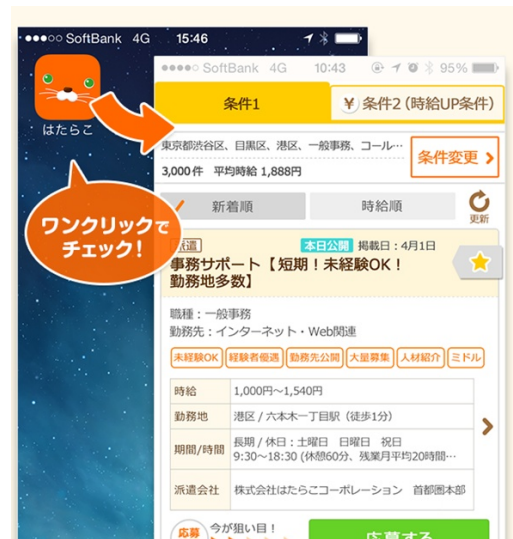 ●●●○○ SoftBank 4G 15:46
はたらこ
ワンクリックで
チェック!
●●●●○ SoftBank 4G 10:43 95%
条件1
¥ 条件2（時給UP条件）
東京都渋谷区、目黒区、港区、一般事務、コール…
3,000件 平均時給 1,888円
条件変更
新着順
時給順
更新
派遣 本日公開 掲載日：4月1日
事務サポート【短期！未経験OK！
勤務地多数】
職種：一般事務
勤務先：インターネット・Web関連
未経験OK 経験者優遇 勤務先公開 大量募集 人材紹介 ミドル
時給 1,000円～1,540円
勤務地 港区 / 六本木一丁目駅（徒歩1分）
期間/時間 長期 / 休日：土曜日 日曜日 祝日
9:30～18:30 (休憩60分、残業月平均20時間…
派遣会社 株式会社はたらこコーポレーション 首都圏本部
応募 今が狙い目！
応募する